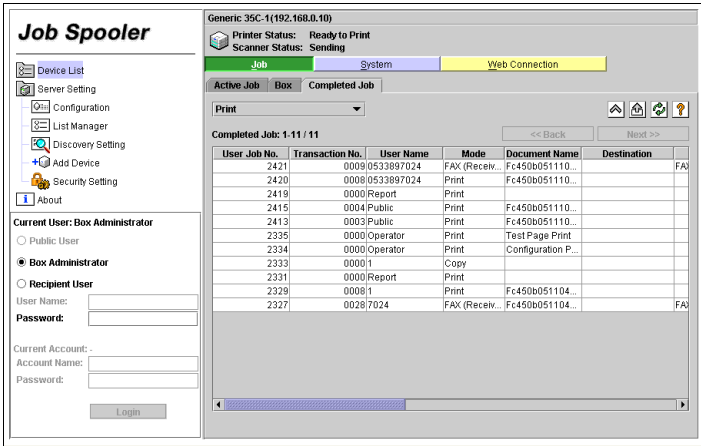 Job Spooler
Device List
Server Setting
Configuration
List Manager
Discovery Setting
Add Device
Security Setting
About
Current User: Box Administrator
Public User
Box Administrator
Recipient User
User Name:
Password:
Current Account: -
Account Name:
Password:
Login
Generic 35C-1(192.168.0.10)
Printer Status: Ready to Print
Scanner Status: Sending
Job System Web Connection
Active Job Box Completed Job
Print
Completed Job: 1-11 / 11 << Back Next >>
User Job No. Transaction No. User Name Mode Document Name Destination
2421 0009 0533897024 FAX (Receiv... Fc450b051110... FAX
2420 0008 0533897024 Print Fc450b051110...
2419 0000 Report Print
2415 0004 Public Print Fc450b051110...
2413 0003 Public Print Fc450b051110...
2335 0000 Operator Print Test Page Print
2334 0000 Operator Print Configuration P...
2333 0000 1 Copy
2331 0000 Report Print
2329 0008 1 Print Fc450b051104...
2327 0028 7024 FAX (Receiv... Fc450b051104... FAX